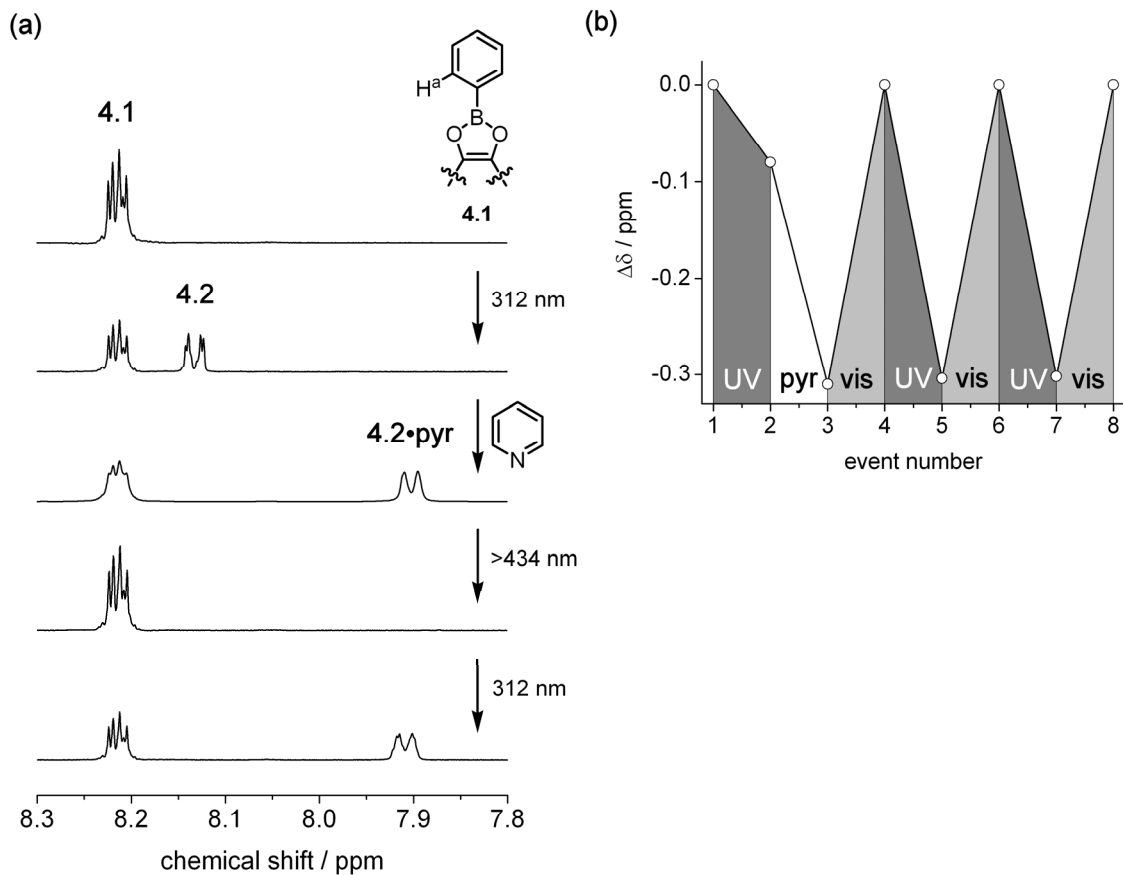 (a)
H^a
B
O
O
4.1
4.1
312 nm
4.2
4.2•pyr
N
>434 nm
312 nm
8.3
8.2
8.1
8.0
7.9
7.8
chemical shift / ppm
(b)
0.0
-0.1
-0.2
-0.3
Δδ / ppm
UV
pyr
vis
UV
vis
UV
vis
1
2
3
4
5
6
7
8
event number